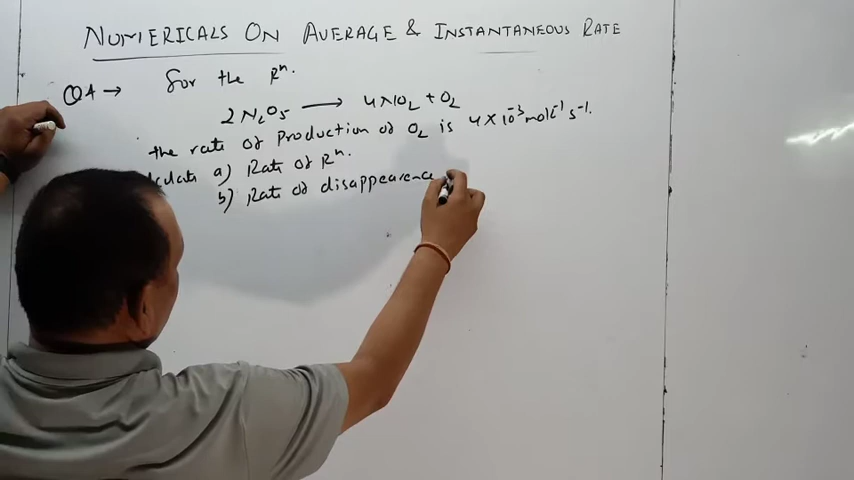 NUMERICALS ON AVERAGE & INSTANTANEOUS RATE
Q4 → For the Rⁿ.
2N₂O₅ ⟶ 4NO₂ + O₂
the rate of production of O₂ is 4×10⁻³ mol L⁻¹ s⁻¹.
a) Rate of Rⁿ.
b) Rate of disappearence